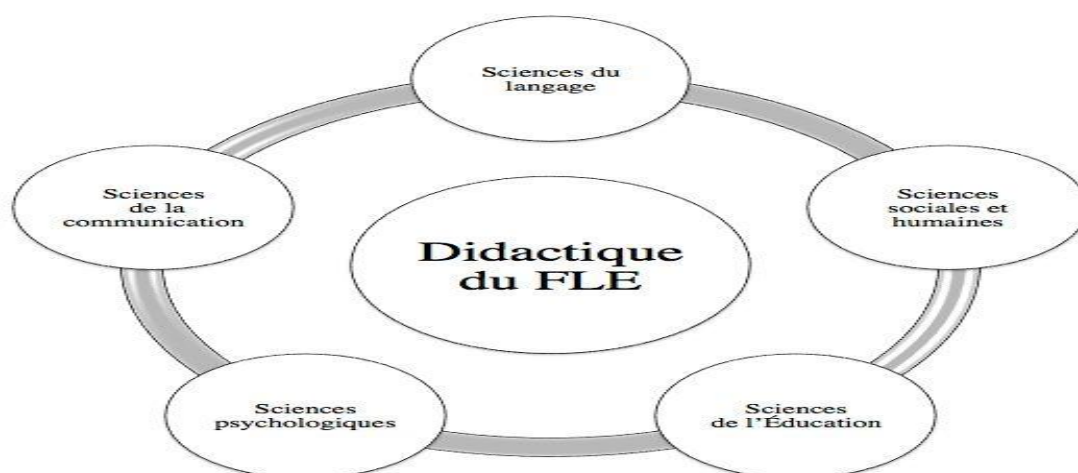 Sciences du
langage
Sciences
de la
communication
Sciences
sociales et
humaines
Didactique
du FLE
Sciences
psychologiques
Sciences
de l'Éducation